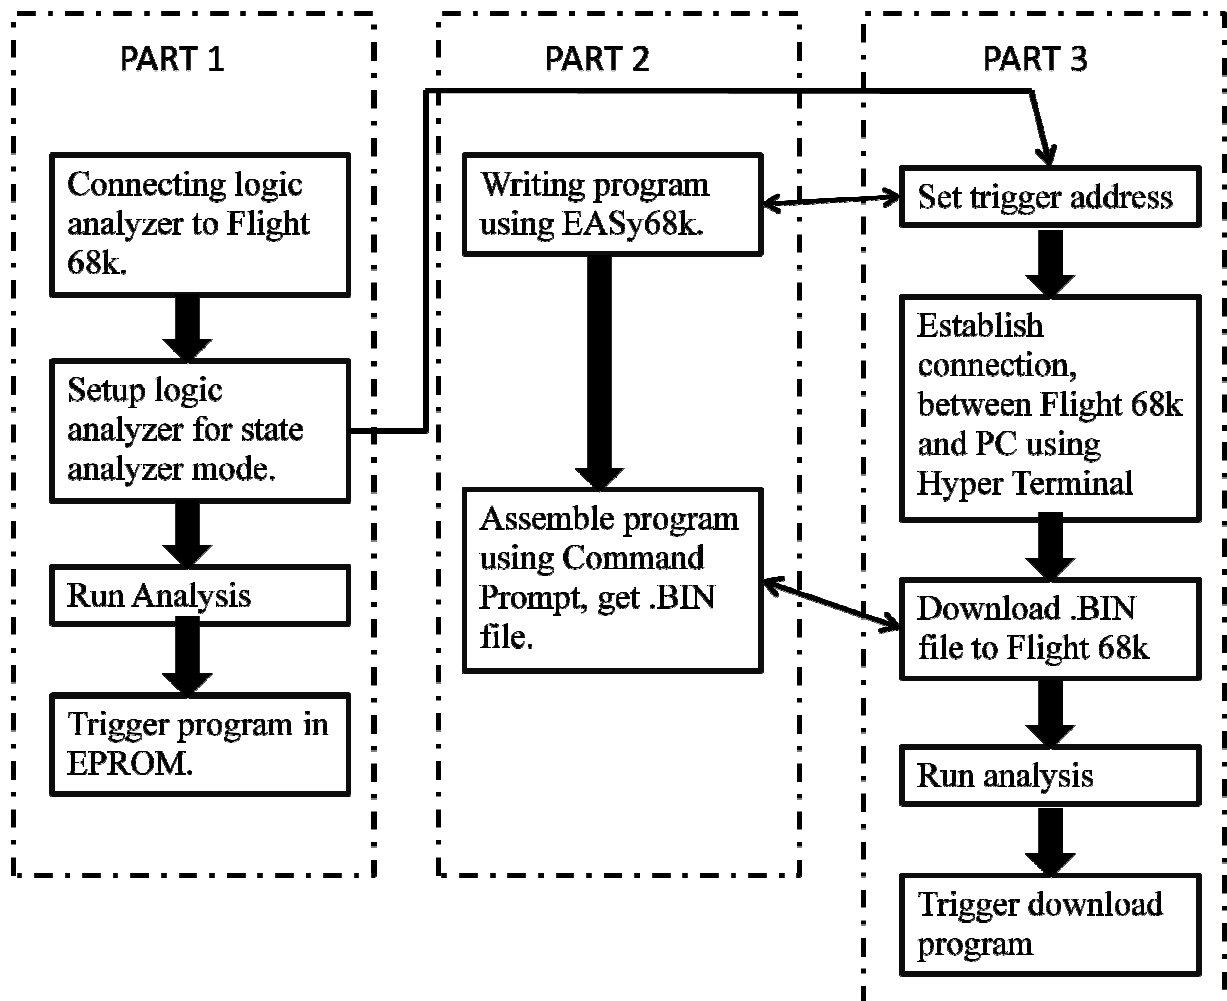 PART 1
Connecting logic
analyzer to Flight
68k.
Setup logic
analyzer for state
analyzer mode.
Run Analysis
Trigger program in
EPROM.
PART 2
Writing program
using EASy68k.
Assemble program
using Command
Prompt, get .BIN
file.
PART 3
Set trigger address
Establish
connection,
between Flight 68k
and PC using
Hyper Terminal
Download .BIN
file to Flight 68k
Run analysis
Trigger download
program